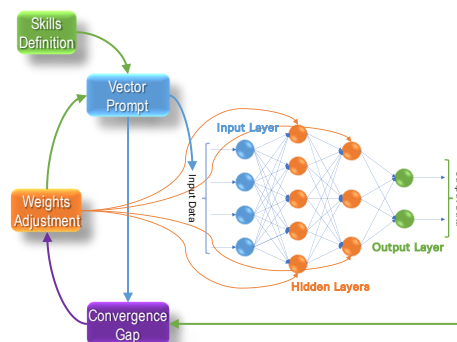 Skills
Definition
Vector
Prompt
Input Layer
Input Data
Weights
Adjustment
Output Layer
Hidden Layers
Convergence
Gap